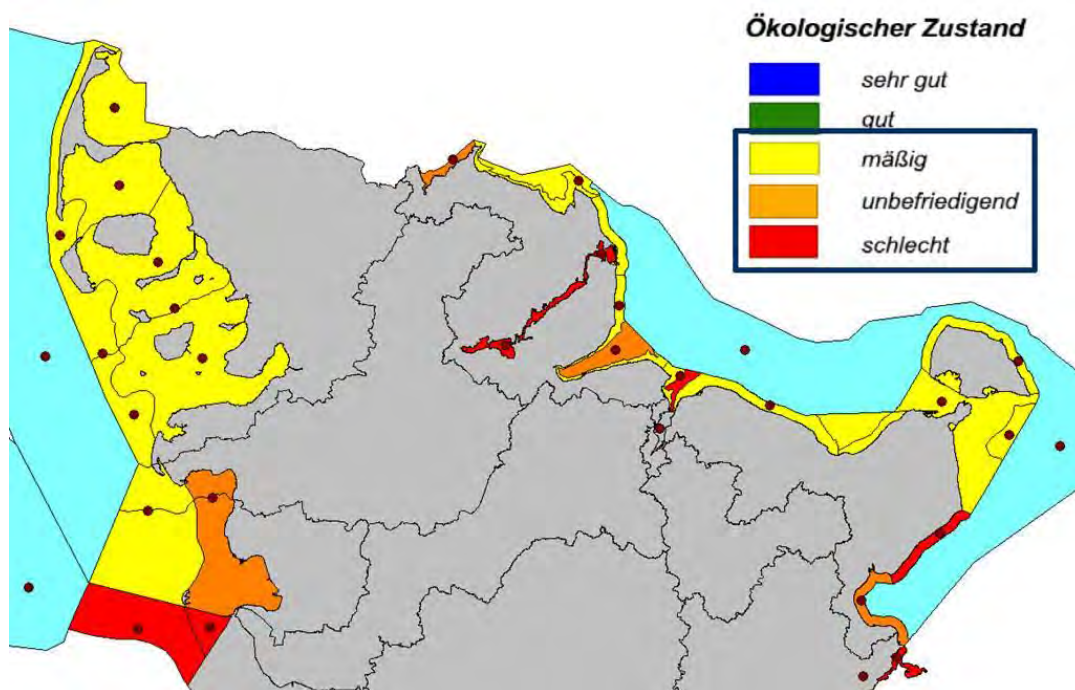 Ökologischer Zustand
sehr gut
gut
mäßig
unbefriedigend
schlecht